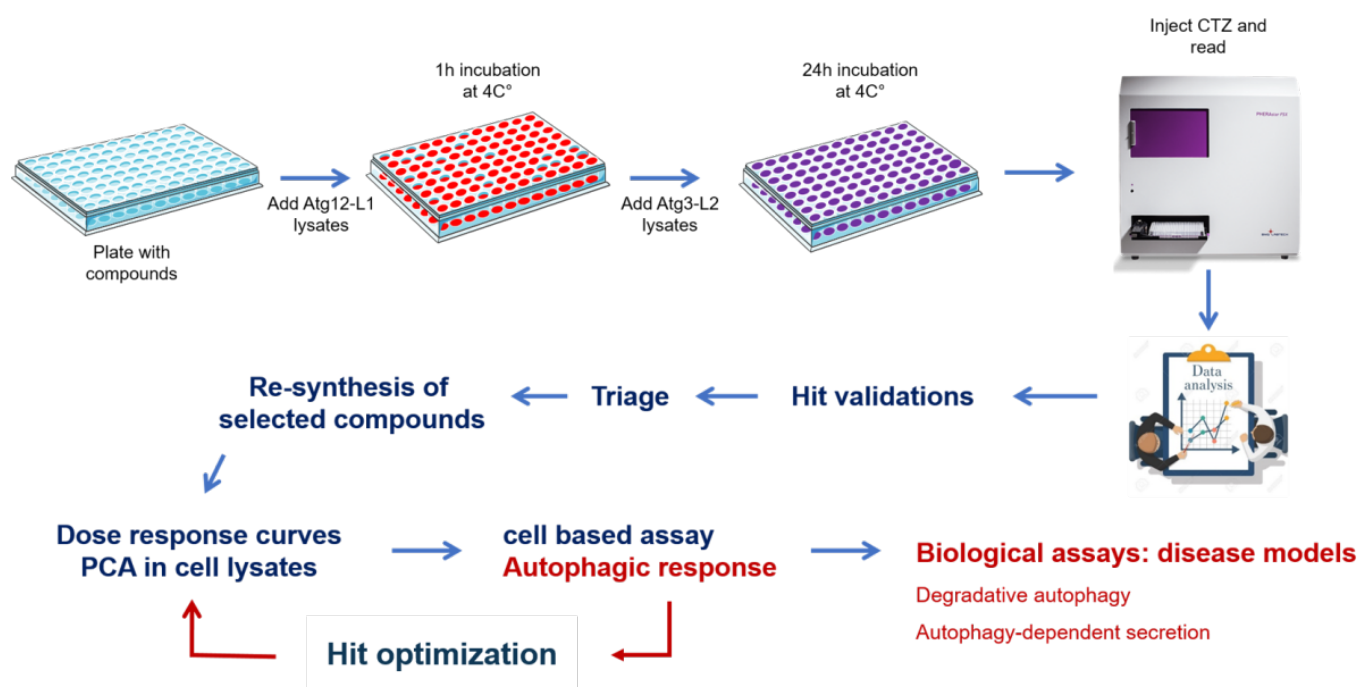 Inject CTZ and
read
1h incubation
at 4C°
24h incubation
at 4C°
Add Atg12-L1
lysates
Add Atg3-L2
lysates
Plate with
compounds
Data
analysis
Re-synthesis of
selected compounds
Triage
Hit validations
Dose response curves
PCA in cell lysates
cell based assay
Autophagic response
Biological assays: disease models
Degradative autophagy
Autophagy-dependent secretion
Hit optimization